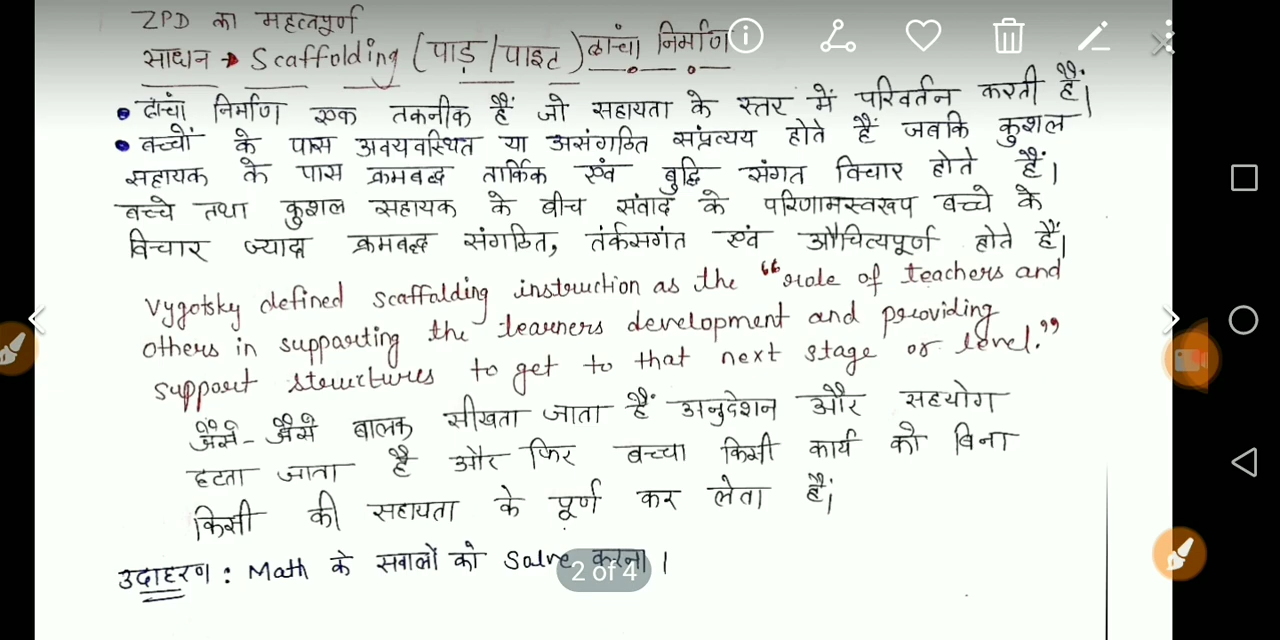 ZPD का महत्वपूर्ण
साधन → Scaffolding (पाड़/पाइट) ढांचा निर्माण
• ढांचा निर्माण एक तकनीक हैं जो सहायता के स्तर में परिवर्तन करती हैं।
• बच्चों के पास अवयवस्थित या असंगठित संप्रत्यय होते हैं जबकि कुशल
सहायक के पास क्रमबद्ध तार्किक एवं बुद्धि संगत विचार होते हैं।
बच्चे तथा कुशल सहायक के बीच संवाद के परिणामस्वरूप बच्चे के
विचार ज्यादा क्रमबद्ध संगठित, तर्कसगंत एवं औचित्यपूर्ण होते हैं।
Vygotsky defined scaffolding instruction as the "role of teachers and
others in supporting the learners development and providing
support structures to get to that next stage or level."
जैसे-जैसे बालक सीखता जाता हैं अनुदेशन और सहयोग
हटता जाता है और फिर बच्चा किसी कार्य को बिना
किसी की सहायता के पूर्ण कर लेता हैं।
उदाहरण: Math के सवालों को Solve करना।
2 of 4